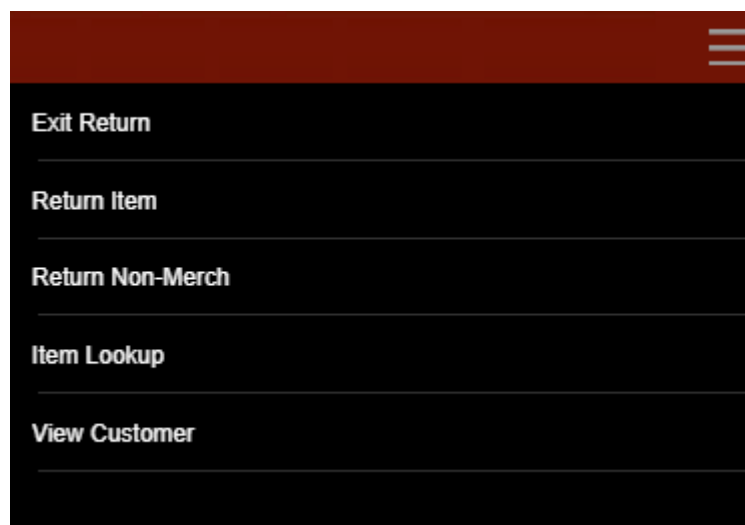 Exit Return
Return Item
Return Non-Merch
Item Lookup
View Customer